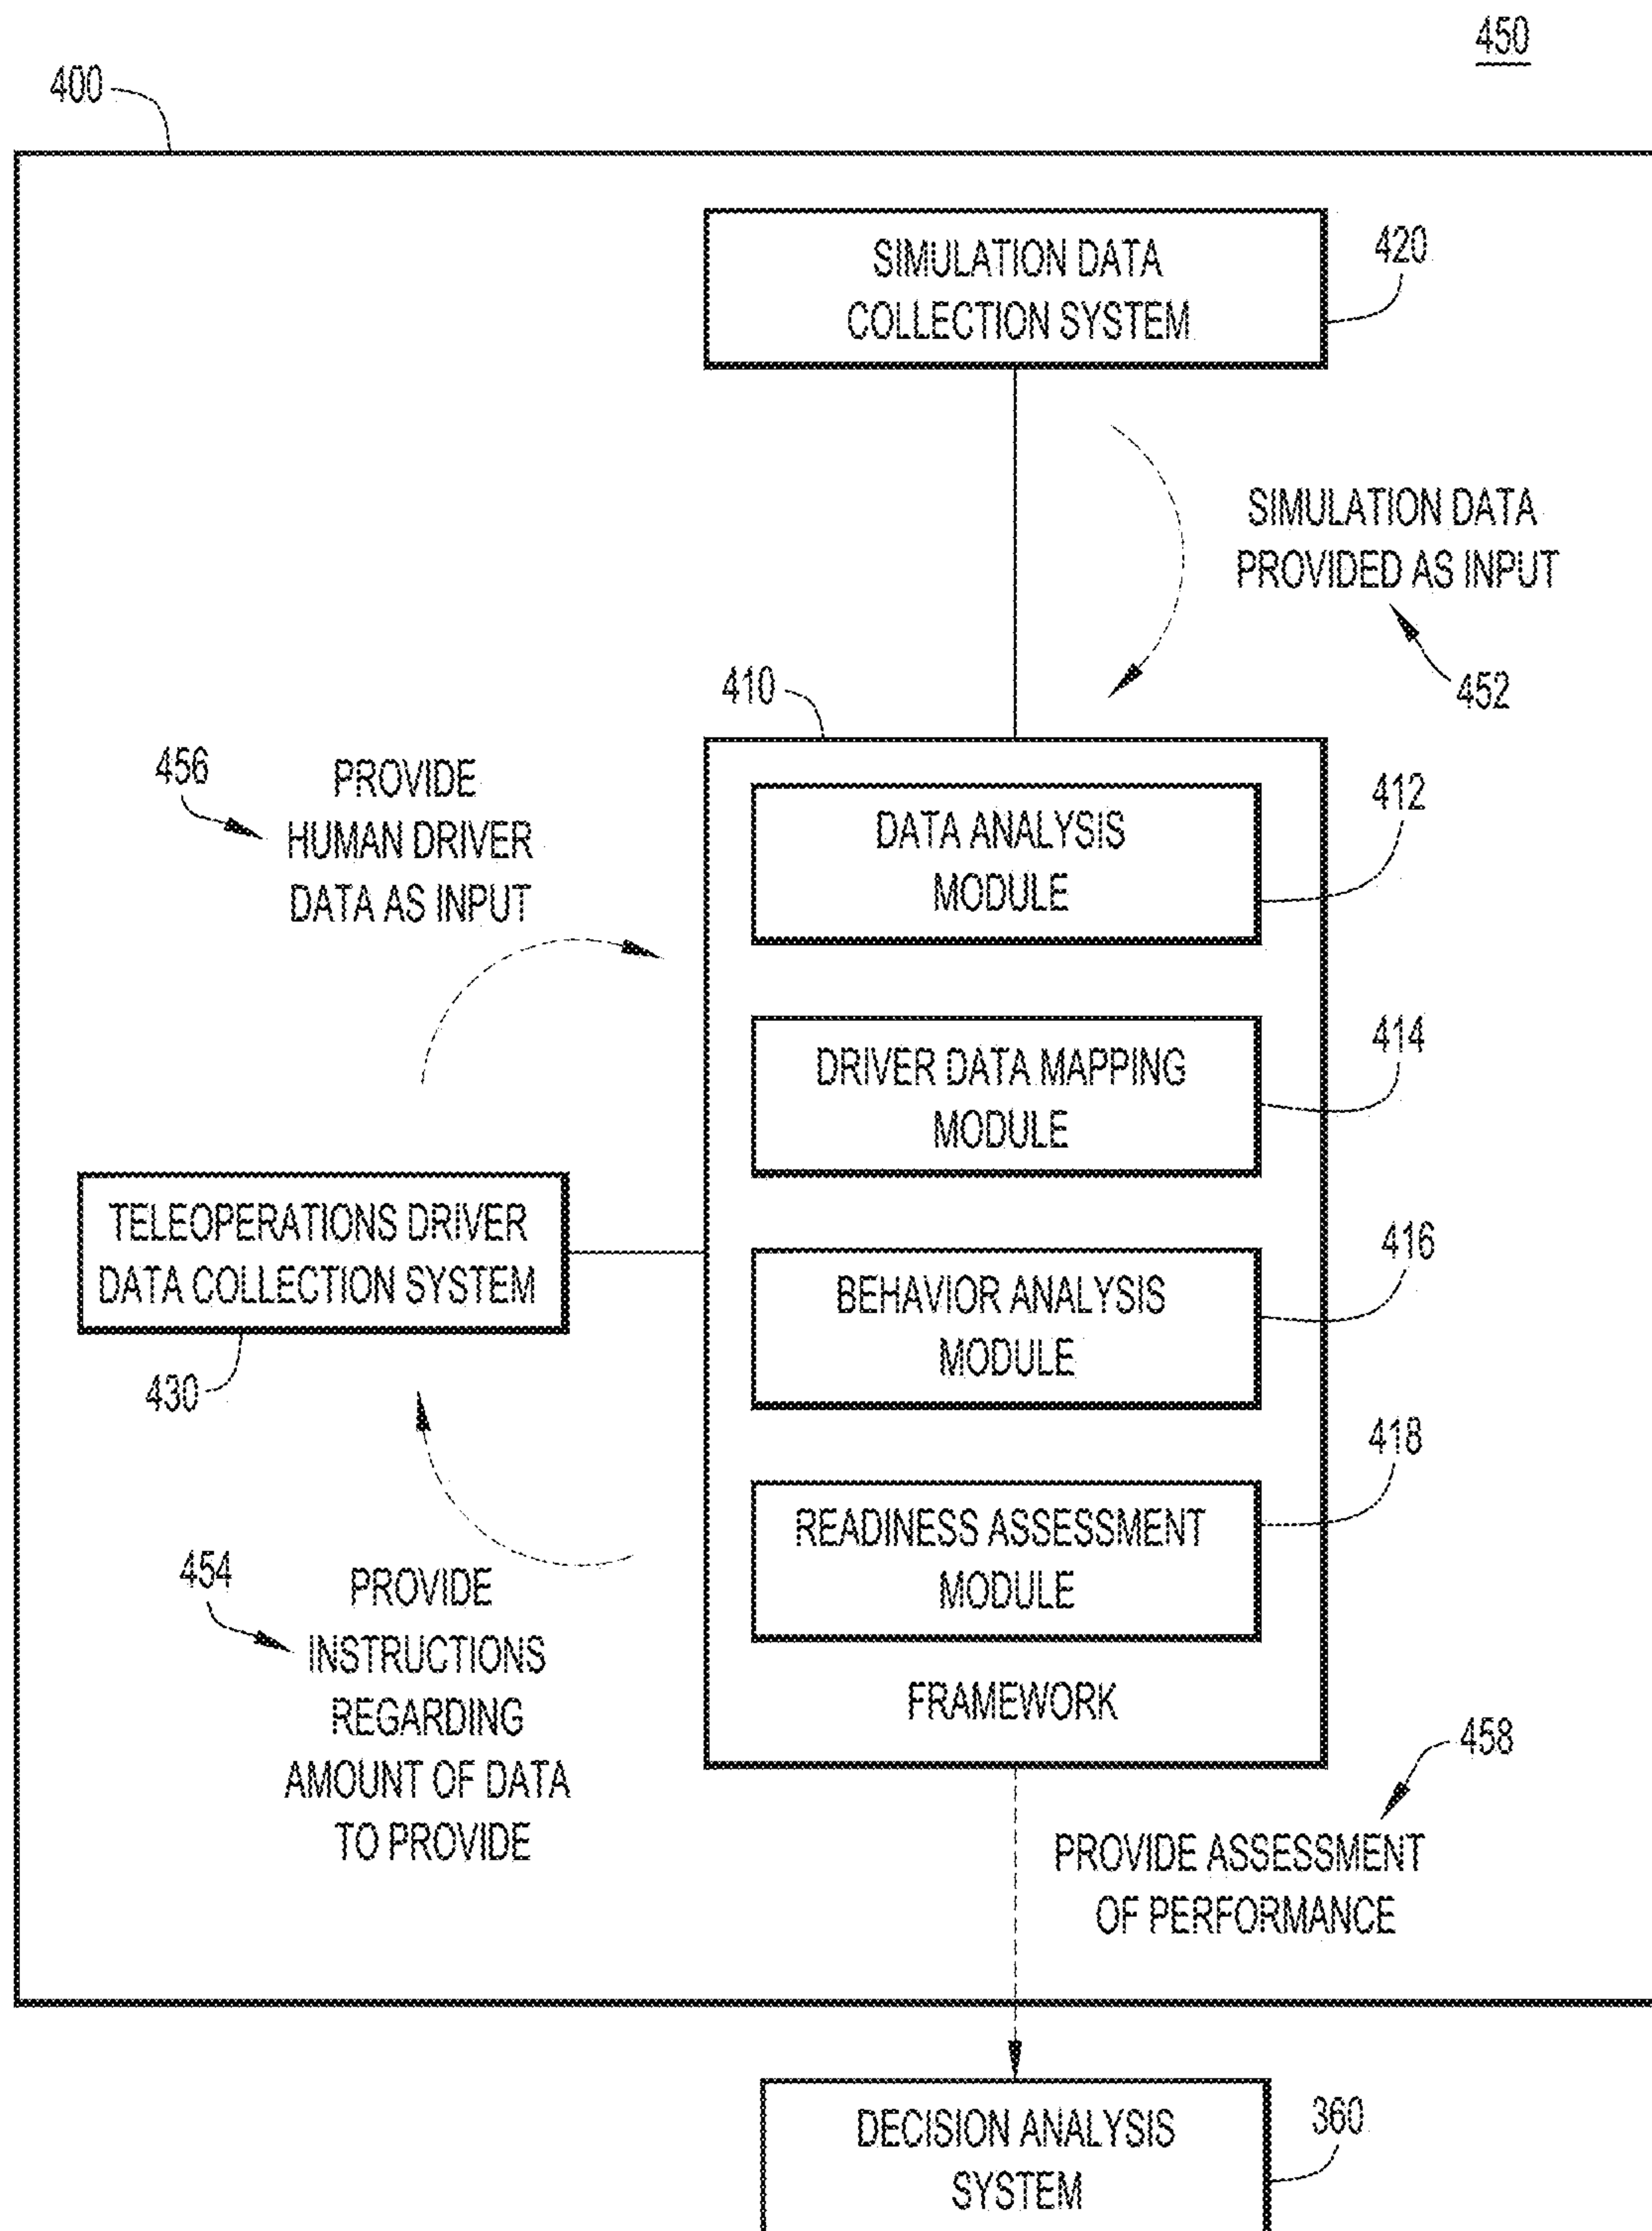 450
400
SIMULATION DATA
COLLECTION SYSTEM
420
SIMULATION DATA
PROVIDED AS INPUT
452
410
456
PROVIDE
HUMAN DRIVER
DATA AS INPUT
DATA ANALYSIS
MODULE
412
DRIVER DATA MAPPING
MODULE
414
TELEOPERATIONS DRIVER
DATA COLLECTION SYSTEM
430
BEHAVIOR ANALYSIS
MODULE
416
READINESS ASSESSMENT
MODULE
418
454
PROVIDE
INSTRUCTIONS
REGARDING
AMOUNT OF DATA
TO PROVIDE
FRAMEWORK
458
PROVIDE ASSESSMENT
OF PERFORMANCE
DECISION ANALYSIS
SYSTEM
360